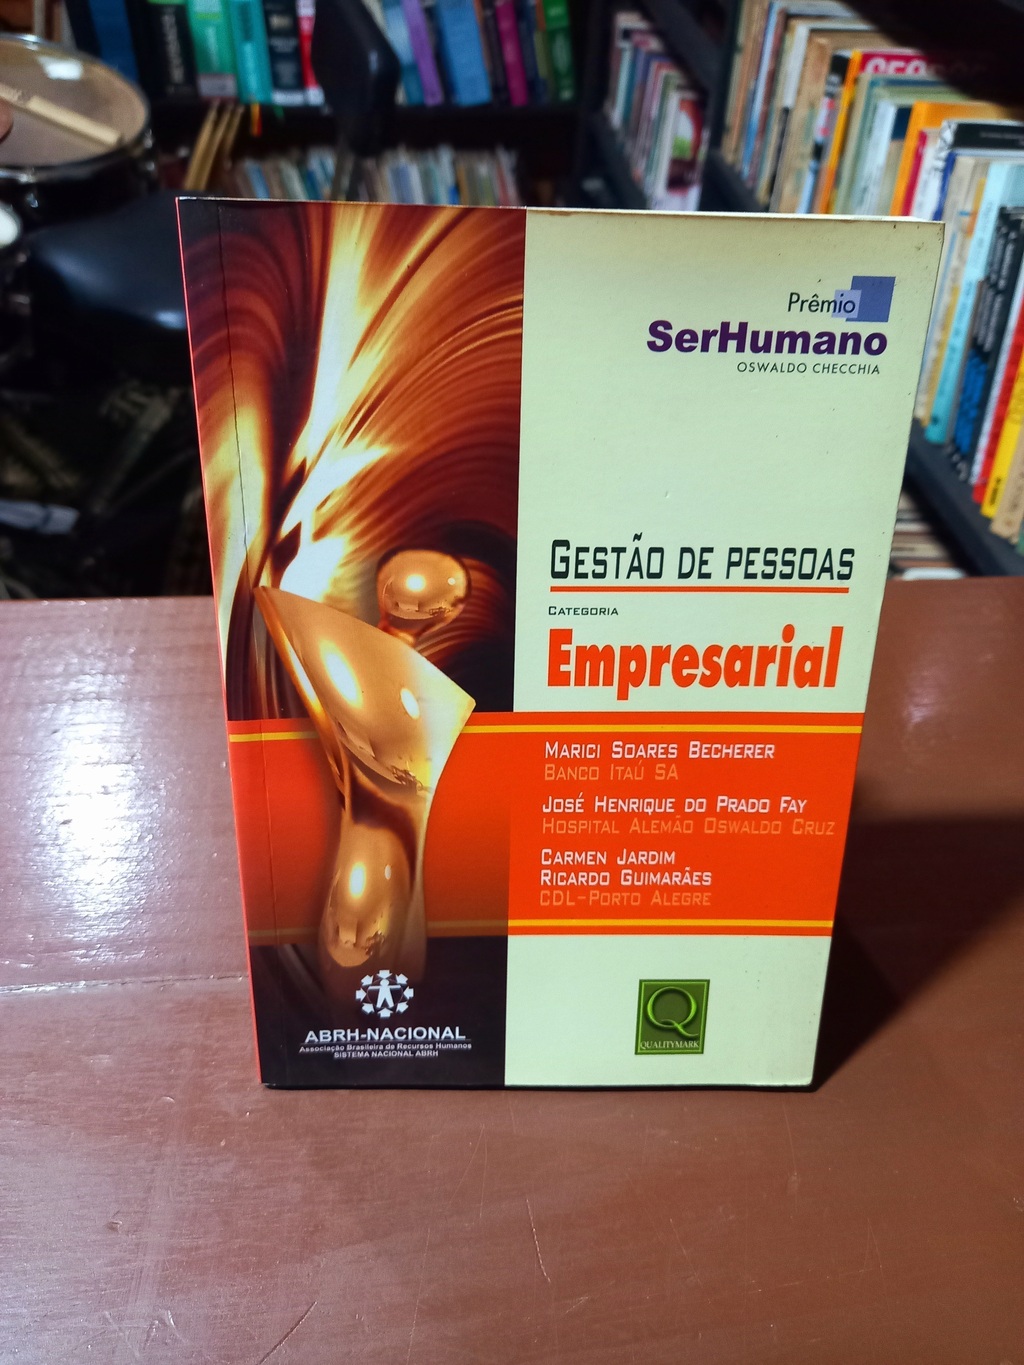 Prêmio
SerHumano
OSWALDO CHECCHIA
GESTÃO DE PESSOAS
CATEGORIA
Empresarial
MARICI SOARES BECHERER
BANCO ITAÚ SA
JOSÉ HENRIQUE DO PRADO FAY
HOSPITAL ALEMÃO OSWALDO CRUZ
CARMEN JARDIM
RICARDO GUIMARÃES
CDL-PORTO ALEGRE
ABRH-NACIONAL
Associação Brasileira de Recursos Humanos
SISTEMA NACIONAL ABRH
Q
QUALITYMARK